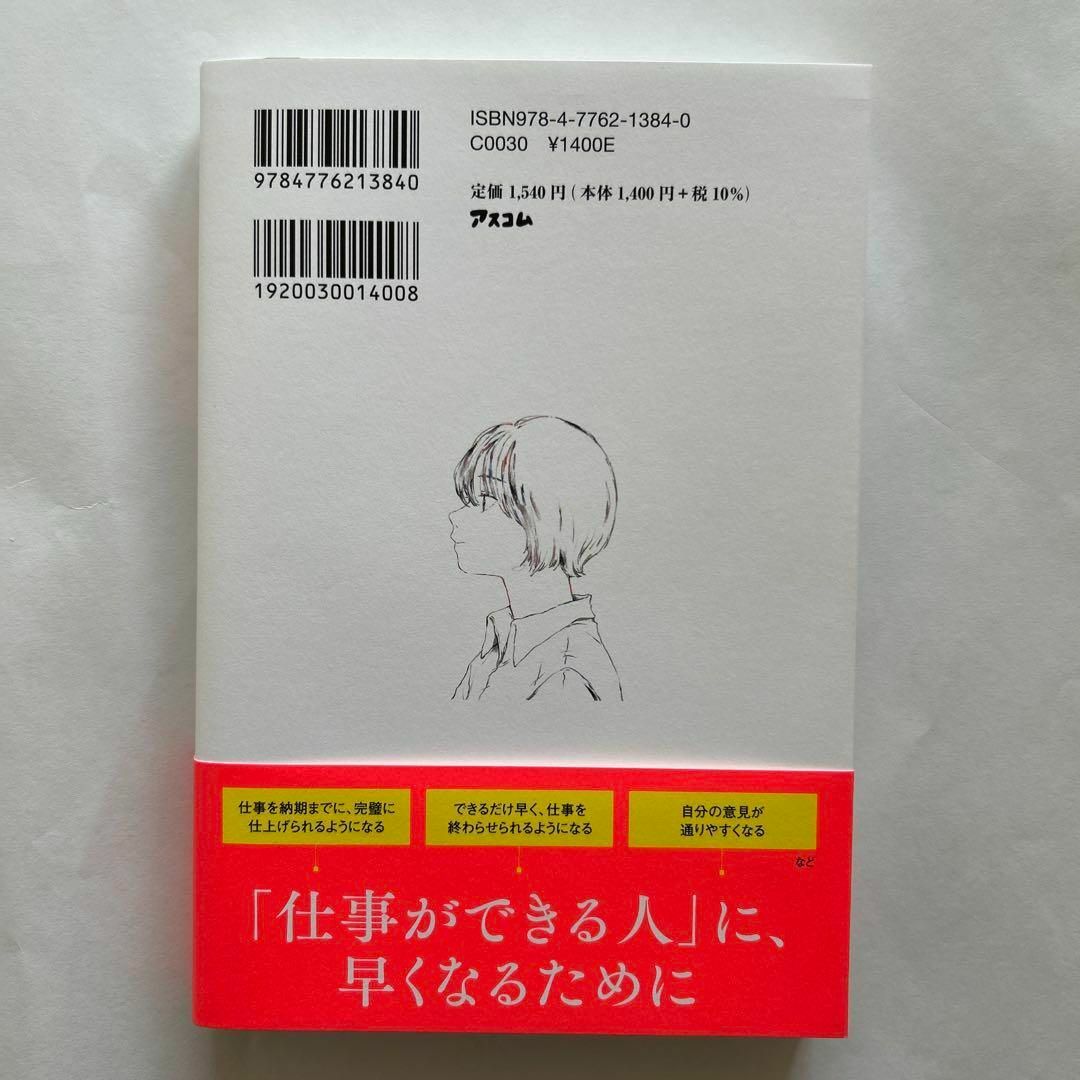 ISBN978-4-7762-1384-0
C0030 ¥1400E
9784776213840
定価 1,540 円 ( 本体 1,400 円 + 税 10%)
アスコム
1920030014008
仕事を納期までに、完璧に
仕上げられるようになる
できるだけ早く、仕事を
終わらせられるようになる
自分の意見が
通りやすくなる
など
「仕事ができる人」に、
早くなるために